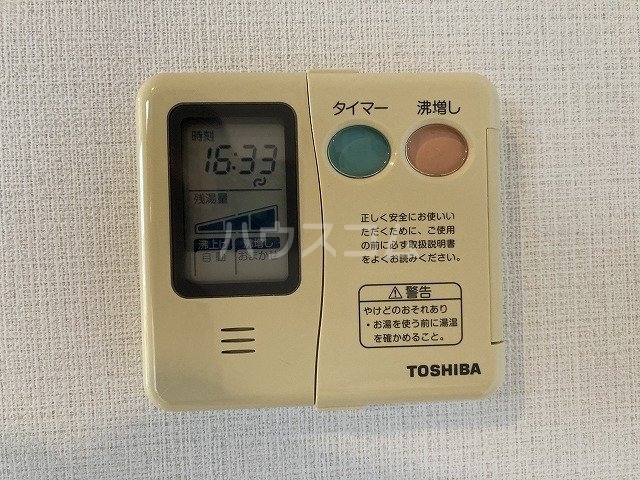 時刻
16:33
残湯量
沸上げ 沸増し
自動 おまかせ
タイマー 沸増し
正しく安全にお使いいただくために、ご使用の前に必ず取扱説明書をよくお読みください。
⚠警告
やけどのおそれあり
・お湯を使う前に湯温を確かめること。
TOSHIBA